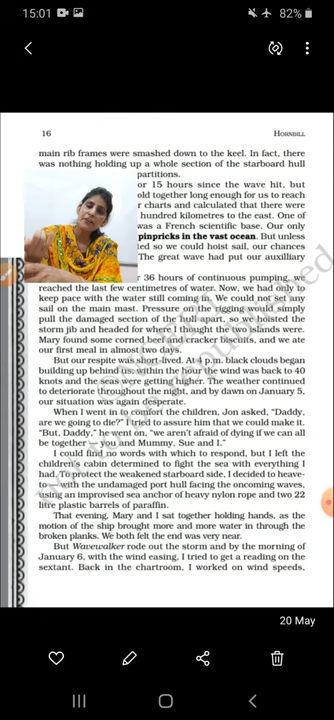 15:01
82%
16
HORNBILL
main rib frames were smashed down to the keel. In fact, there
was nothing holding up a whole section of the starboard hull
partitions.
or 15 hours since the wave hit, but
old together long enough for us to reach
r charts and calculated that there were
hundred kilometres to the east. One of
was a French scientific base. Our only
pinpricks in the vast ocean. But unless
ted so we could hoist sail, our chances
The great wave had put our auxilliary
r 36 hours of continuous pumping, we
reached the last few centimetres of water. Now, we had only to
keep pace with the water still coming in. We could not set any
sail on the main mast. Pressure on the rigging would simply
pull the damaged section of the hull apart, so we hoisted the
storm jib and headed for where I thought the two islands were.
Mary found some corned beef and cracker biscuits, and we ate
our first meal in almost two days.
But our respite was short-lived. At 4 p.m. black clouds began
building up behind us; within the hour the wind was back to 40
knots and the seas were getting higher. The weather continued
to deteriorate throughout the night, and by dawn on January 5,
our situation was again desperate.
When I went in to comfort the children, Jon asked, “Daddy,
are we going to die?” I tried to assure him that we could make it.
“But, Daddy,” he went on, “we aren’t afraid of dying if we can all
be together — you and Mummy, Sue and I.”
I could find no words with which to respond, but I left the
children’s cabin determined to fight the sea with everything I
had. To protect the weakened starboard side, I decided to heave-
to — with the undamaged port hull facing the oncoming waves,
using an improvised sea anchor of heavy nylon rope and two 22
litre plastic barrels of paraffin.
That evening, Mary and I sat together holding hands, as the
motion of the ship brought more and more water in through the
broken planks. We both felt the end was very near.
But Wavewalker rode out the storm and by the morning of
January 6, with the wind easing, I tried to get a reading on the
sextant. Back in the chartroom, I worked on wind speeds,
20 May